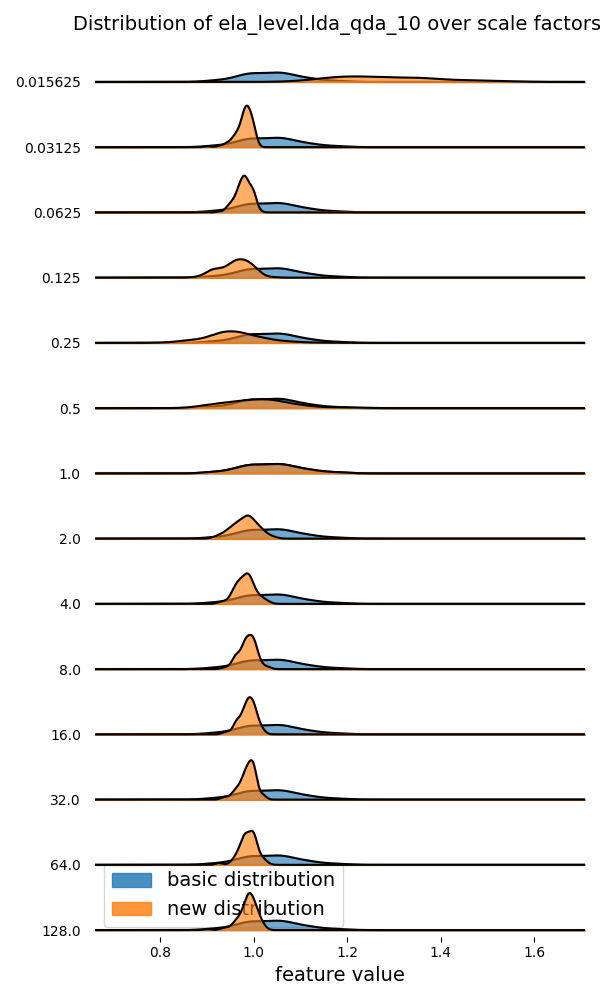 Distribution of ela_level.lda_qda_10 over scale factors
0.015625
0.03125
0.0625
0.125
0.25
0.5
1.0
2.0
4.0
8.0
16.0
32.0
64.0
basic distribution
new distribution
128.0
0.8 1.0 1.2 1.4 1.6
feature value